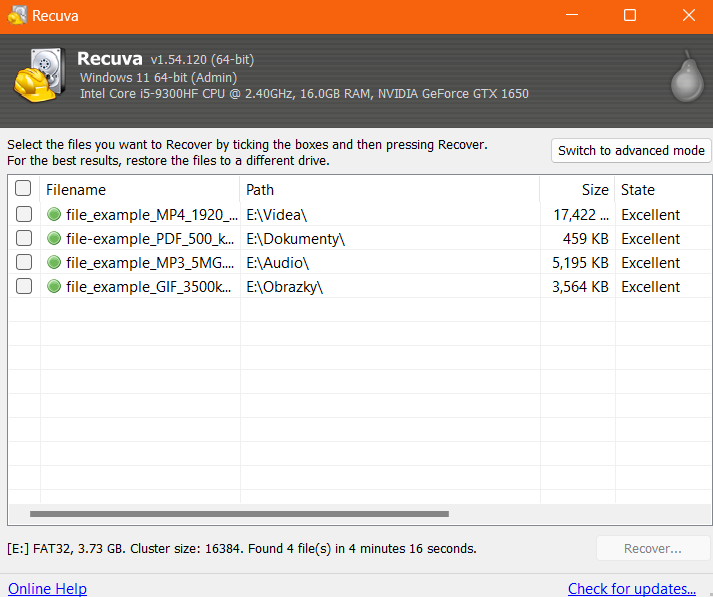 Recuva
Recuva v1.54.120 (64-bit)
Windows 11 64-bit (Admin)
Intel Core i5-9300HF CPU @ 2.40GHz, 16.0GB RAM, NVIDIA GeForce GTX 1650
Select the files you want to Recover by ticking the boxes and then pressing Recover.
For the best results, restore the files to a different drive.
Switch to advanced mode
Filename Path Size State
file_example_MP4_1920_... E:\Videa\ 17,422 ... Excellent
file-example_PDF_500_k... E:\Dokumenty\ 459 KB Excellent
file_example_MP3_5MG.... E:\Audio\ 5,195 KB Excellent
file_example_GIF_3500k... E:\Obrazky\ 3,564 KB Excellent
[E:] FAT32, 3.73 GB. Cluster size: 16384. Found 4 file(s) in 4 minutes 16 seconds.
Recover...
Online Help
Check for updates...